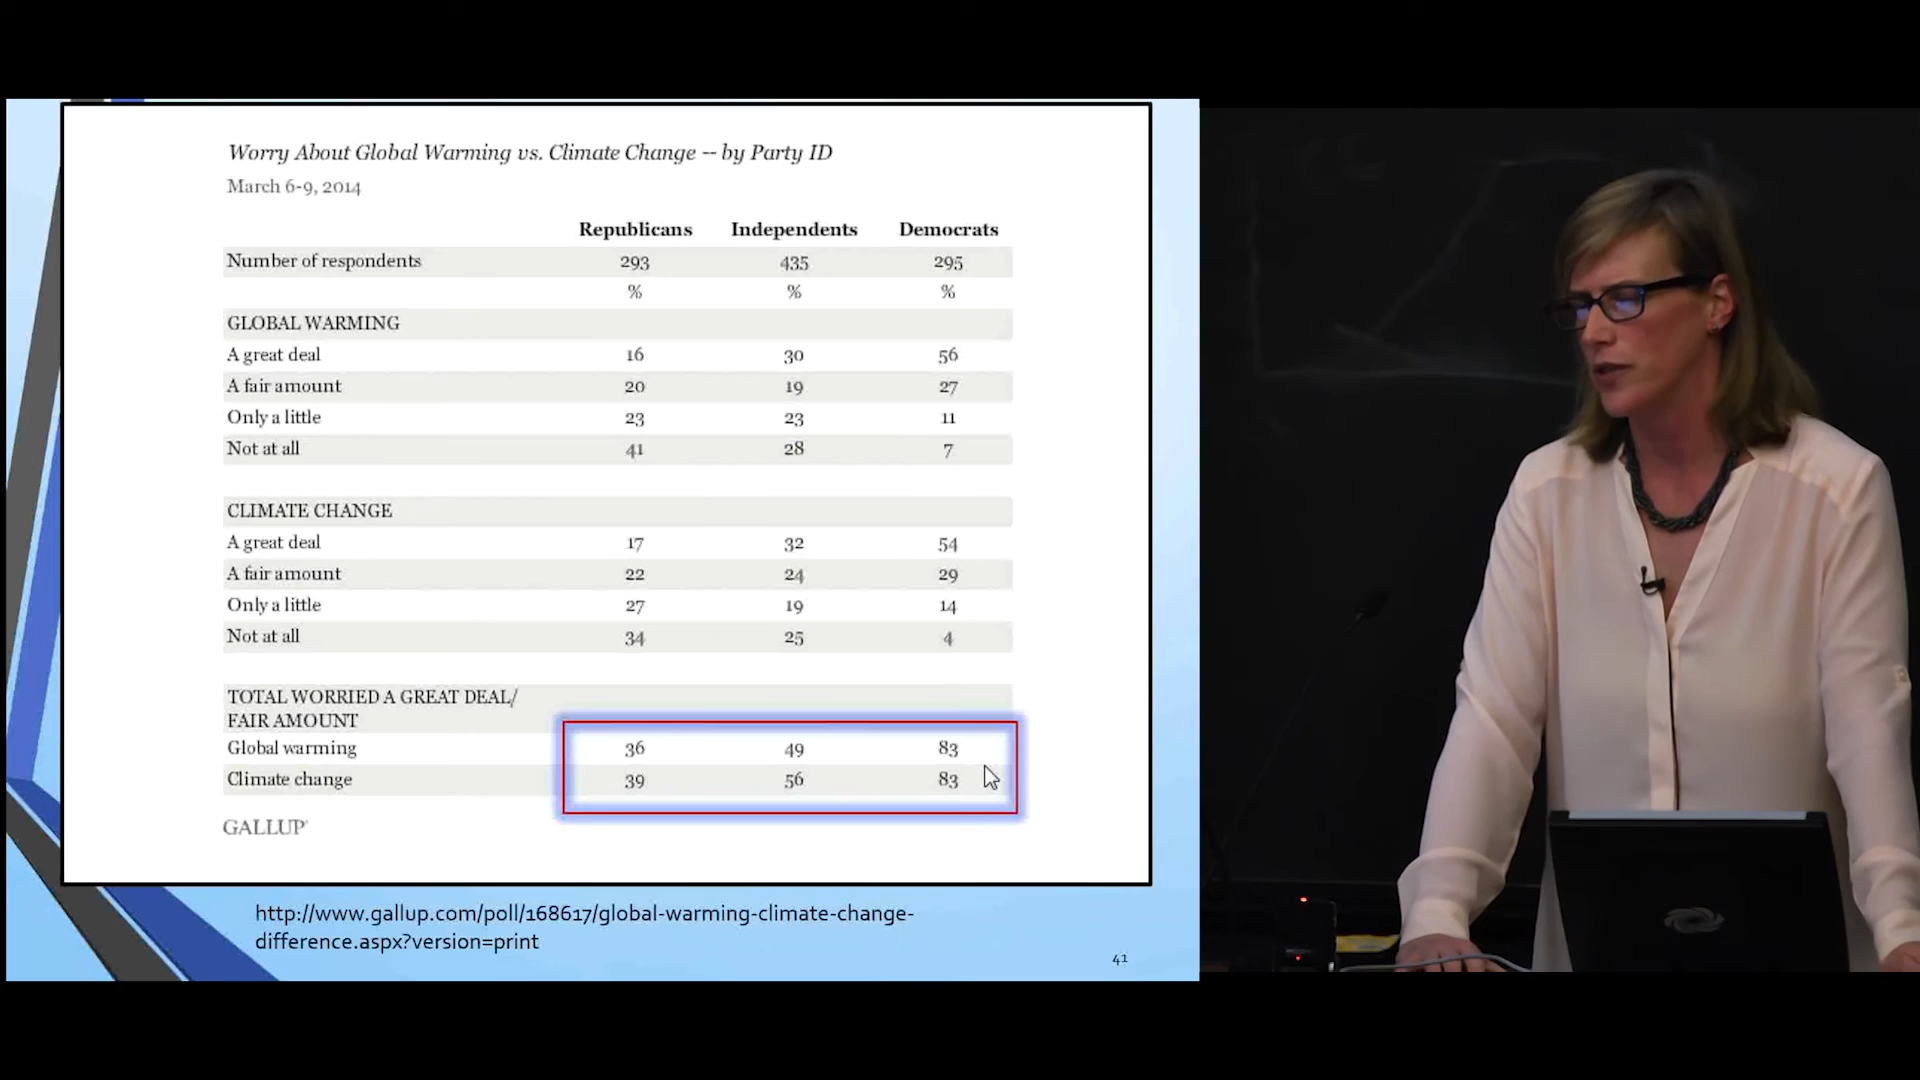 Worry About Global Warming vs. Climate Change -- by Party ID
March 6-9, 2014
Republicans Independents Democrats
Number of respondents 293 435 295
% % %
GLOBAL WARMING
A great deal 16 30 56
A fair amount 20 19 27
Only a little 23 23 11
Not at all 41 28 7
CLIMATE CHANGE
A great deal 17 32 54
A fair amount 22 24 29
Only a little 27 19 14
Not at all 34 25 4
TOTAL WORRIED A GREAT DEAL/
FAIR AMOUNT
Global warming 36 49 83
Climate change 39 56 83
GALLUP®
http://www.gallup.com/poll/168617/global-warming-climate-change-
difference.aspx?version=print
41